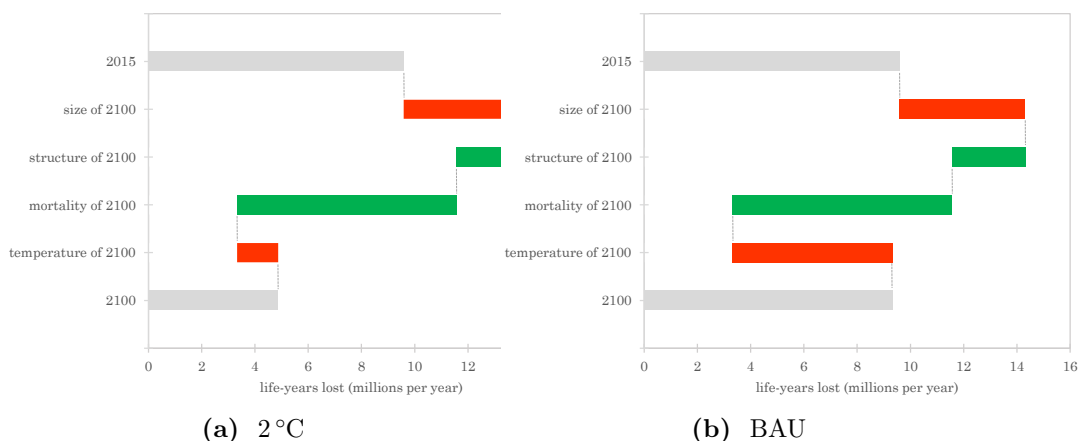 2015
size of 2100
structure of 2100
mortality of 2100
temperature of 2100
2100
0 2 4 6 8 10 12
life-years lost (millions per year)
(a) 2 °C
2015
size of 2100
structure of 2100
mortality of 2100
temperature of 2100
2100
0 2 4 6 8 10 12 14 16
life-years lost (millions per year)
(b) BAU